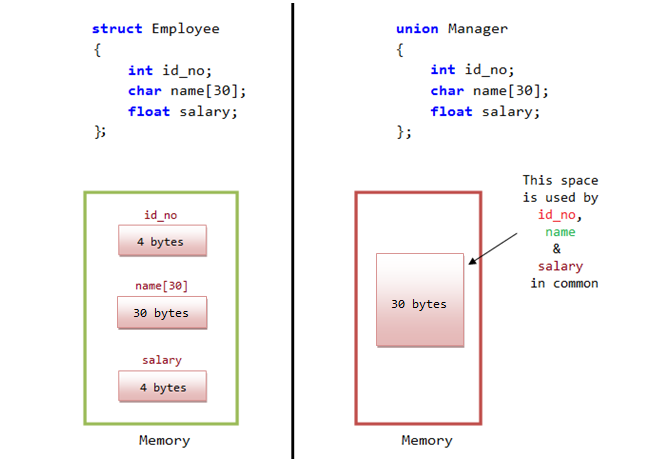 struct Employee
{
int id_no;
char name[30];
float salary;
};
id_no
4 bytes
name[30]
30 bytes
salary
4 bytes
Memory
union Manager
{
int id_no;
char name[30];
float salary;
};
This space
is used by
id_no,
name
&
salary
in common
30 bytes
Memory